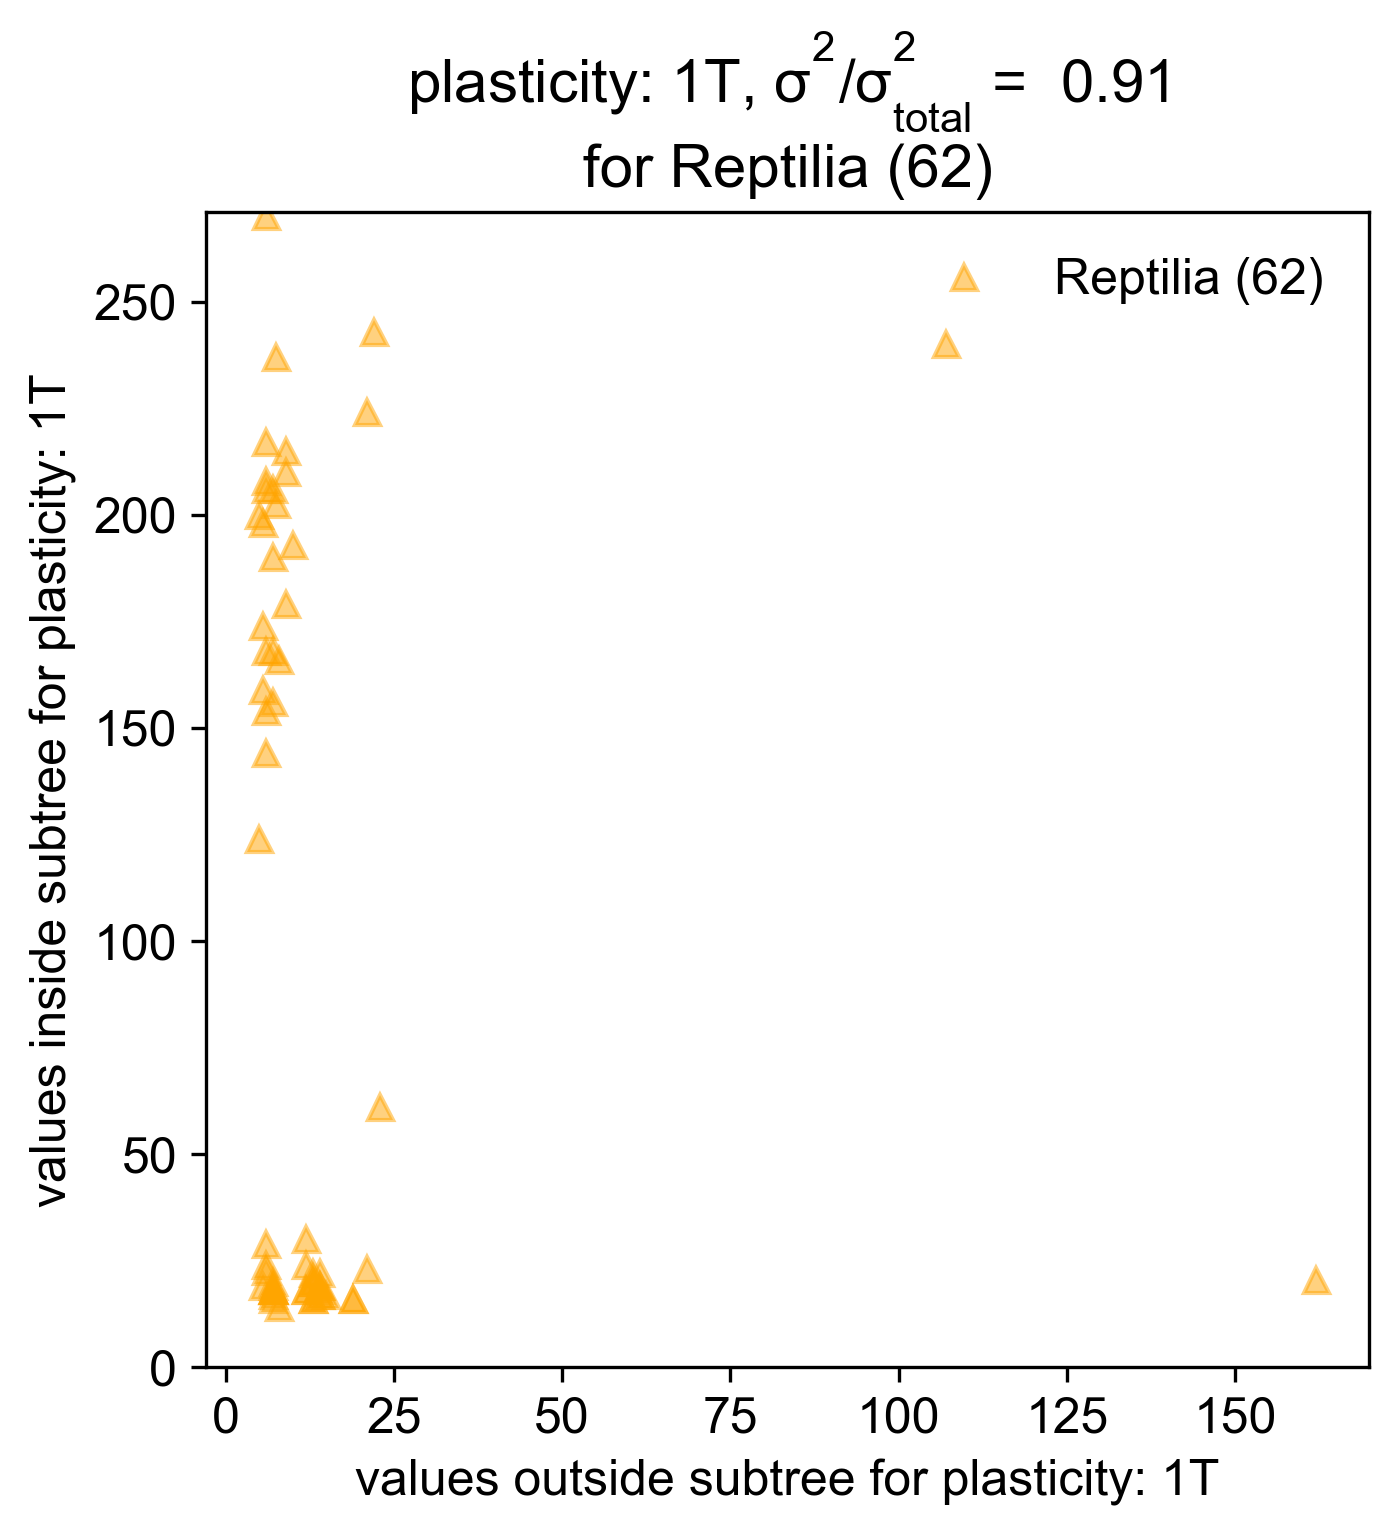 plasticity: 1T, σ²/σ²total = 0.91
for Reptilia (62)
Reptilia (62)
250
200
150
100
50
0
values inside subtree for plasticity: 1T
0 25 50 75 100 125 150
values outside subtree for plasticity: 1T